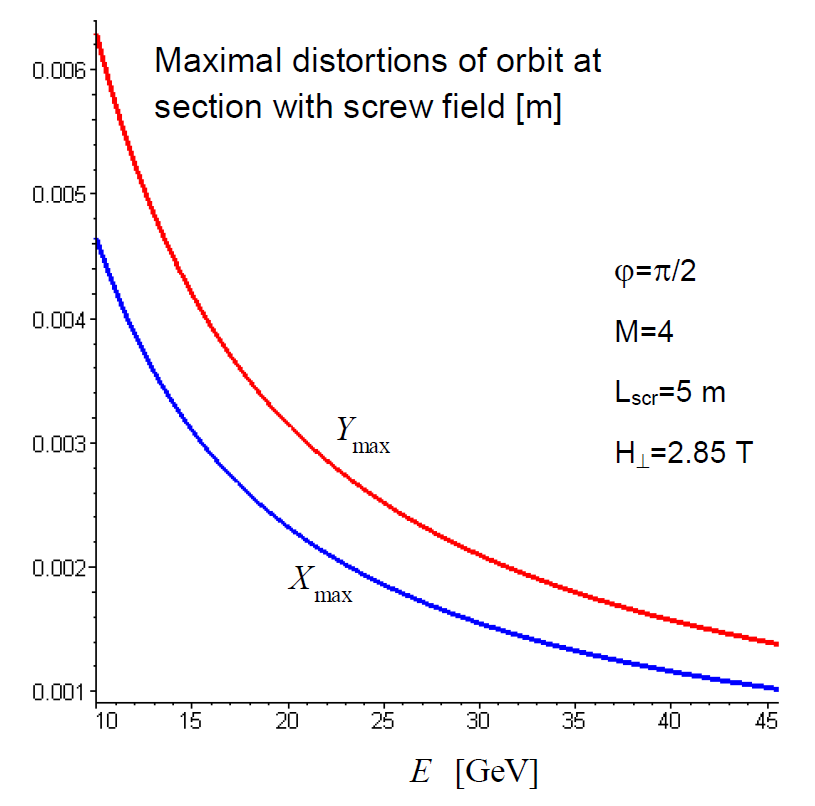 Maximal distortions of orbit at
section with screw field [m]
0.006
0.005
0.004
0.003
0.002
0.001
φ=π/2
M=4
Lscr=5 m
H⊥=2.85 T
Ymax
Xmax
10 15 20 25 30 35 40 45
E [GeV]